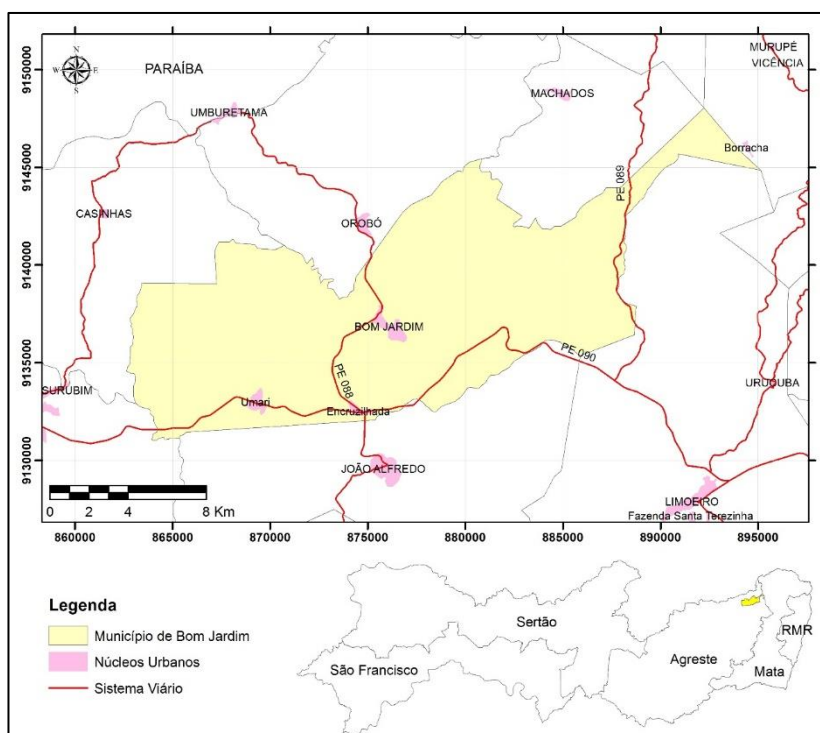 N
W E
S
PARAÍBA
MURUPÉ
VICÊNCIA
MACHADOS
UMBURETAMA
Borracha
CASINHAS
OROBÓ
PE 089
BOM JARDIM
PE 090
PE 088
SURUBIM
Umari
Encruzilhada
URUÇUBA
JOÃO ALFREDO
LIMOEIRO
Fazenda Santa Terezinha
9150000
9145000
9140000
9135000
9130000
0 2 4 8 Km
860000 865000 870000 875000 880000 885000 890000 895000
Legenda
Município de Bom Jardim
Núcleos Urbanos
Sistema Viário
Sertão
São Francisco
Agreste
RMR
Mata